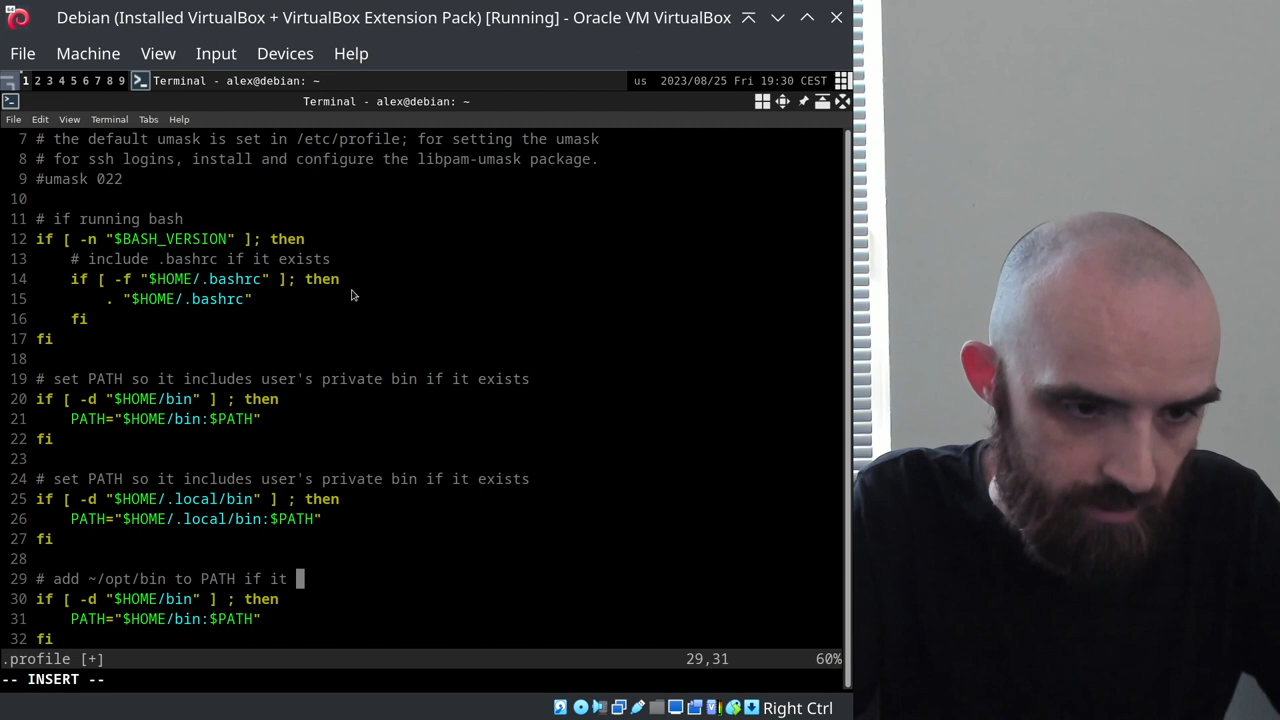 Debian (Installed VirtualBox + VirtualBox Extension Pack) [Running] - Oracle VM VirtualBox
File Machine View Input Devices Help
1 2 3 4 5 6 7 8 9 Terminal - alex@debian: ~ us 2023/08/25 Fri 19:30 CEST
Terminal - alex@debian: ~
File Edit View Terminal Tabs Help
7 # the default umask is set in /etc/profile; for setting the umask
8 # for ssh logins, install and configure the libpam-umask package.
9 #umask 022
10
11 # if running bash
12 if [ -n "$BASH_VERSION" ]; then
13     # include .bashrc if it exists
14     if [ -f "$HOME/.bashrc" ]; then
15         . "$HOME/.bashrc"
16     fi
17 fi
18
19 # set PATH so it includes user's private bin if it exists
20 if [ -d "$HOME/bin" ] ; then
21     PATH="$HOME/bin:$PATH"
22 fi
23
24 # set PATH so it includes user's private bin if it exists
25 if [ -d "$HOME/.local/bin" ] ; then
26     PATH="$HOME/.local/bin:$PATH"
27 fi
28
29 # add ~/opt/bin to PATH if it
30 if [ -d "$HOME/bin" ] ; then
31     PATH="$HOME/bin:$PATH"
32 fi
.profile [+] 29,31 60%
-- INSERT --
Right Ctrl